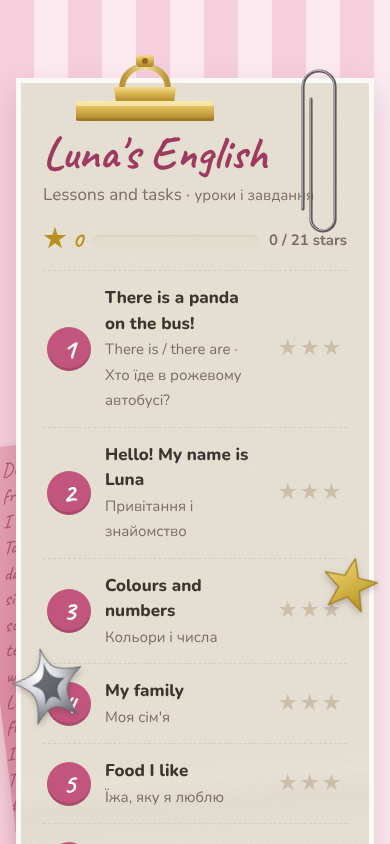 Luna's English
Lessons and tasks · уроки і завдання
0
0 / 21 stars
There is a panda
on the bus!
1
There is / there are ·
Хто їде в рожевому
автобусі?
Hello! My name is
Luna
2
Привітання і
знайомство
Colours and
numbers
3
Кольори і числа
My family
4
Моя сім'я
Food I like
5
Їжа, яку я люблю